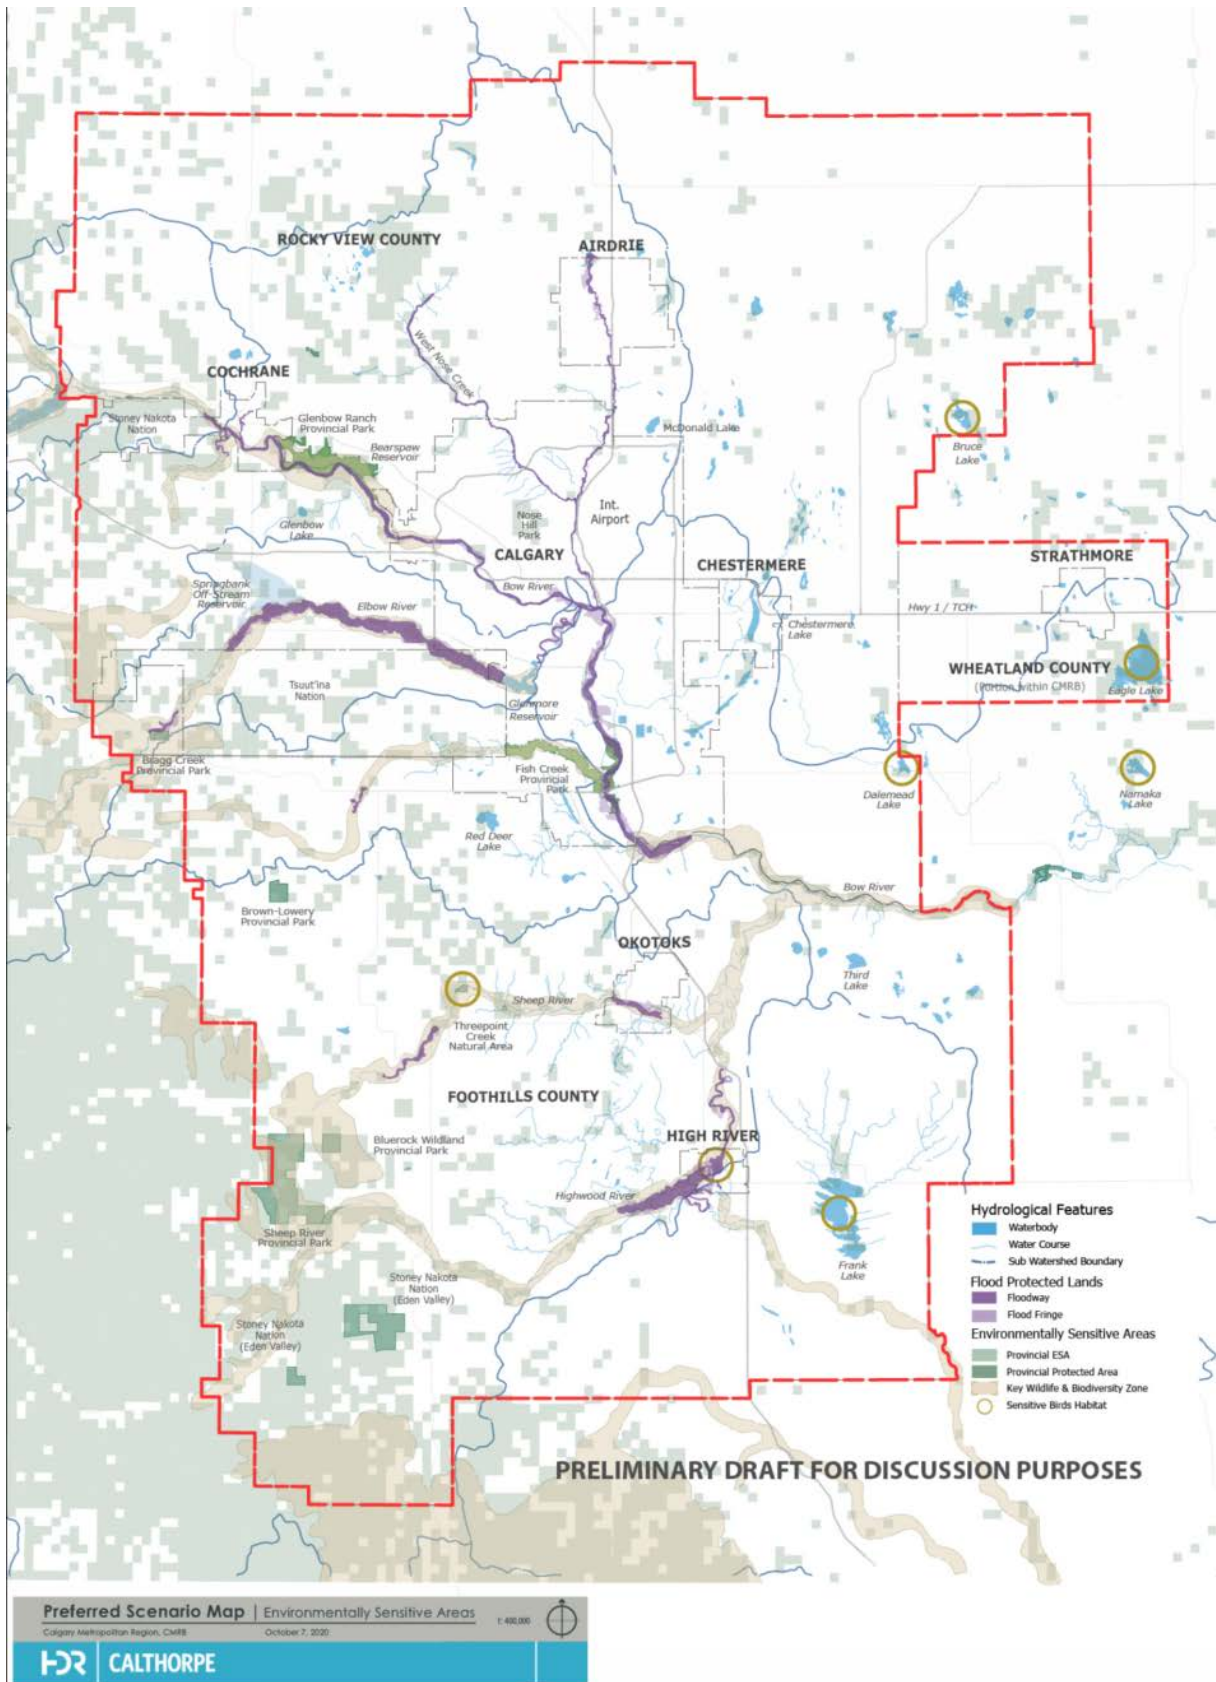 ROCKY VIEW COUNTY
AIRDRIE
West Nose Creek
COCHRANE
Stoney Nakota
Nation
Glenbow Ranch
Provincial Park
Bearspaw
Reservoir
McDonald Lake
Bruce
Lake
Glenbow
Lake
Nose
Hill
Park
Int.
Airport
CALGARY
CHESTERMERE
STRATHMORE
Springbank
Off-Stream
Reservoir
Elbow River
Bow River
Hwy 1 / TCH
Chestermere
Lake
WHEATLAND COUNTY
(Portion within CMRB)
Eagle Lake
Tsuut'ina
Nation
Glenmore
Reservoir
Bragg Creek
Provincial Park
Fish Creek
Provincial
Park
Dalemead
Lake
Namaka
Lake
Red Deer
Lake
Bow River
Brown-Lowery
Provincial Park
OKOTOKS
Third
Lake
Sheep River
Threepoint
Creek
Natural Area
FOOTHILLS COUNTY
HIGH RIVER
Bluerock Wildland
Provincial Park
Highwood River
Sheep River
Provincial Park
Frank
Lake
Stoney Nakota
Nation
(Eden Valley)
Stoney Nakota
Nation
(Eden Valley)
Hydrological Features
Waterbody
Water Course
Sub Watershed Boundary
Flood Protected Lands
Floodway
Flood Fringe
Environmentally Sensitive Areas
Provincial ESA
Provincial Protected Area
Key Wildlife & Biodiversity Zone
Sensitive Birds Habitat
PRELIMINARY DRAFT FOR DISCUSSION PURPOSES
Preferred Scenario Map | Environmentally Sensitive Areas
1: 400,000
Calgary Metropolitan Region, CMRB October 7, 2020
HDR CALTHORPE